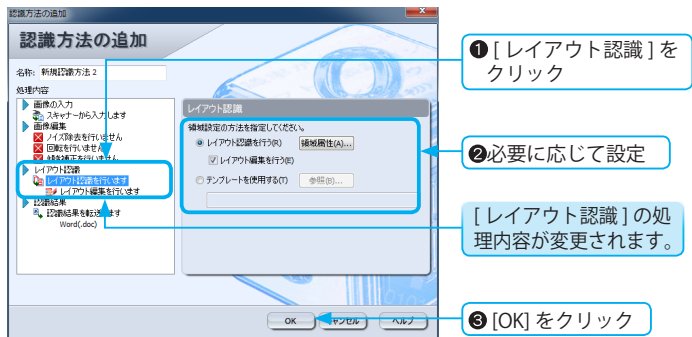 認識方法の追加
認識方法の追加
名称: 新規認識方法 2
処理内容
画像の入力
スキャナーから入力します
画像編集
ノイズ除去を行いません
回転を行いません
傾き補正を行いません
レイアウト認識
レイアウト認識を行います
レイアウト編集を行います
認識結果
認識結果を転送します
Word(.doc)
レイアウト認識
領域設定の方法を指定してください。
レイアウト認識を行う(R) 領域属性(A)...
レイアウト編集を行う(E)
テンプレートを使用する(T) 参照(B)...
OK キャンセル ヘルプ
❶[レイアウト認識]を
クリック
❷必要に応じて設定
[レイアウト認識]の処
理内容が変更されます。
❸[OK]をクリック